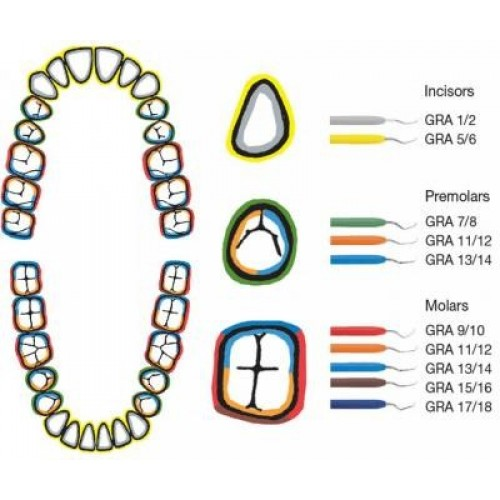 Incisors
GRA 1/2
GRA 5/6
Premolars
GRA 7/8
GRA 11/12
GRA 13/14
Molars
GRA 9/10
GRA 11/12
GRA 13/14
GRA 15/16
GRA 17/18